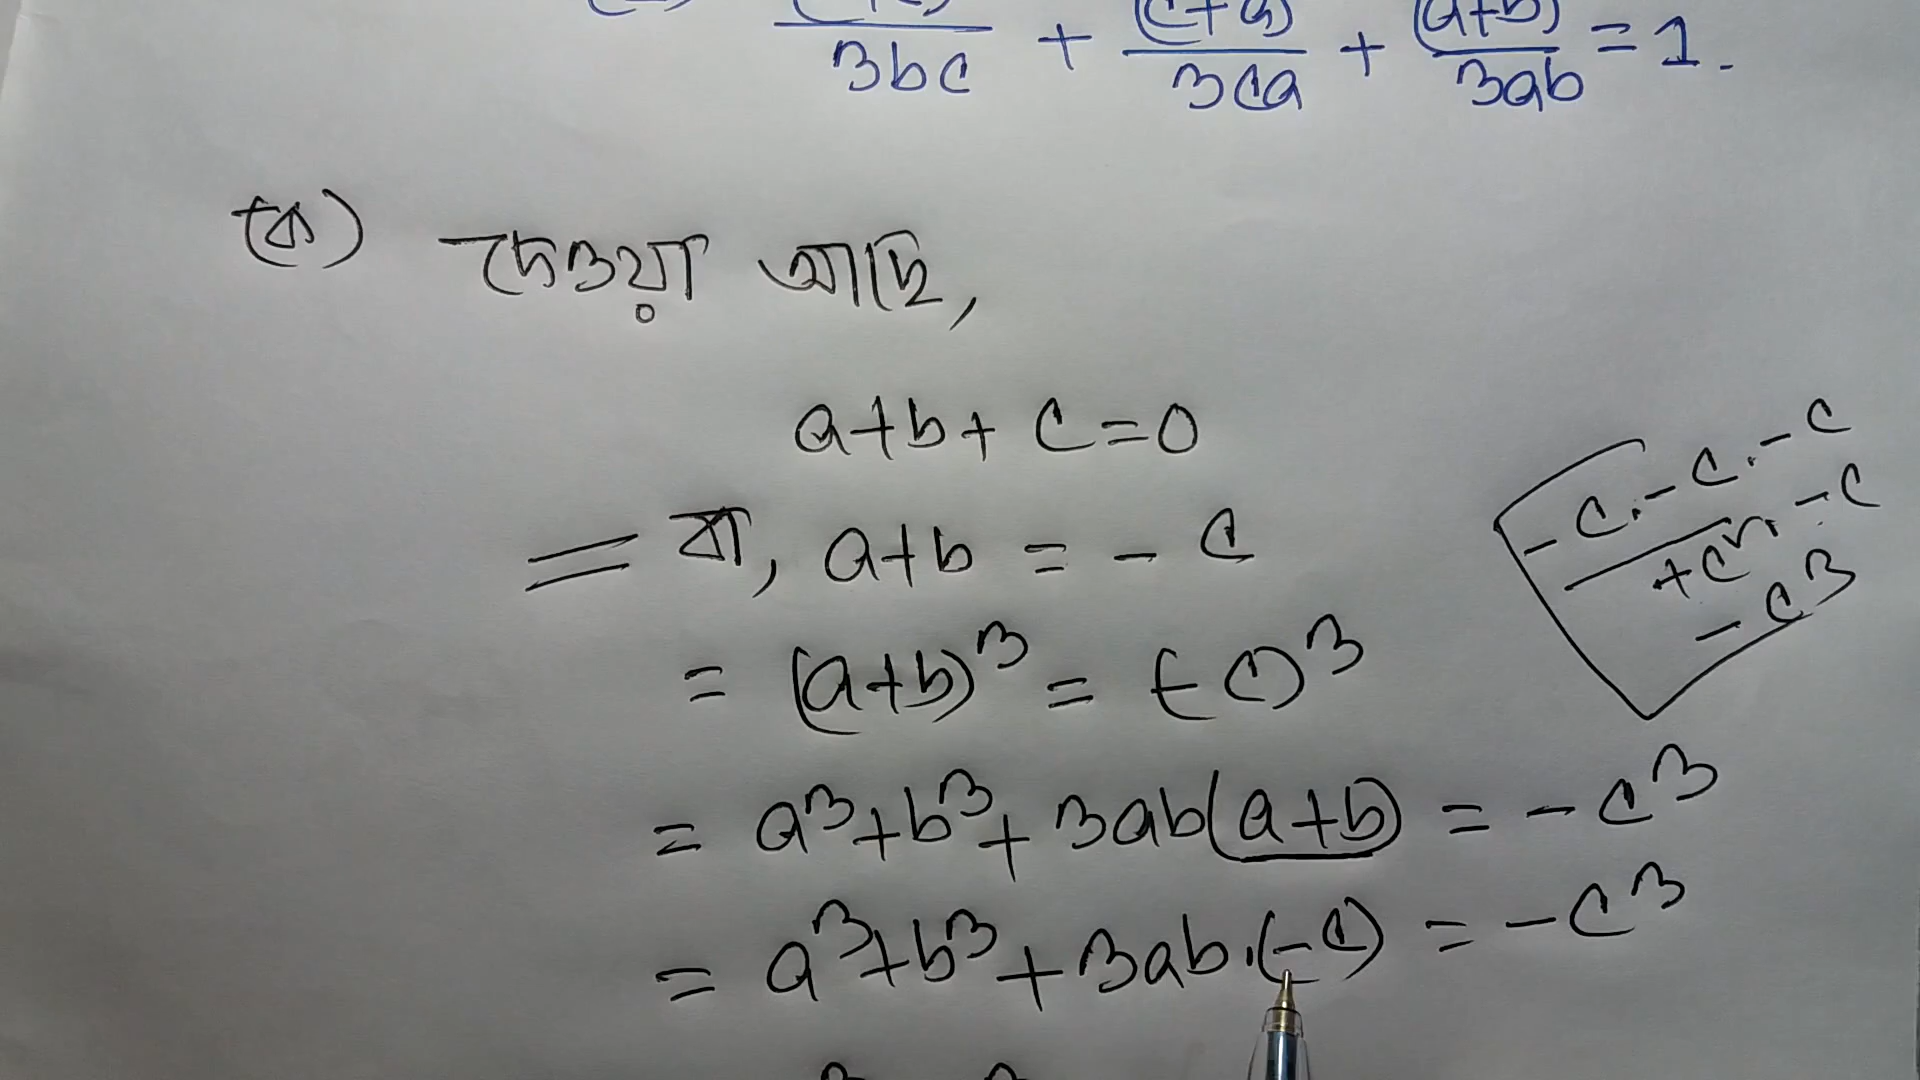 3bc + (c+a) 3ca + (a+b) 3ab = 1.
(ক) দেওয়া আছে,
a+b+c=0
= বা, a+b = -c
= (a+b)³ = (-c)³
-c.-c.-c
+c².-c
-c³
= a³+b³+3ab(a+b) = -c³
= a³+b³+3ab.(-c) = -c³